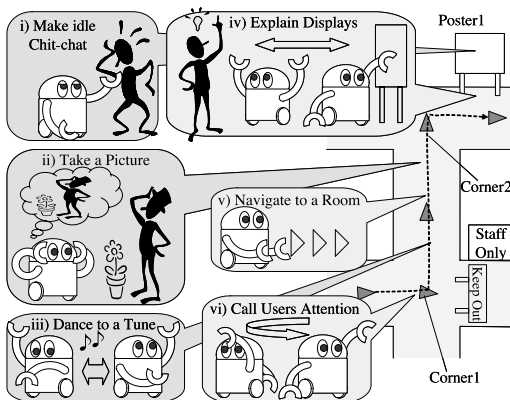 i) Make idle
Chit-chat
iv) Explain Displays
Poster1
ii) Take a Picture
Corner2
v) Navigate to a Room
Staff
Only
Keep Out
vi) Call Users Attention
iii) Dance to a Tune
Corner1